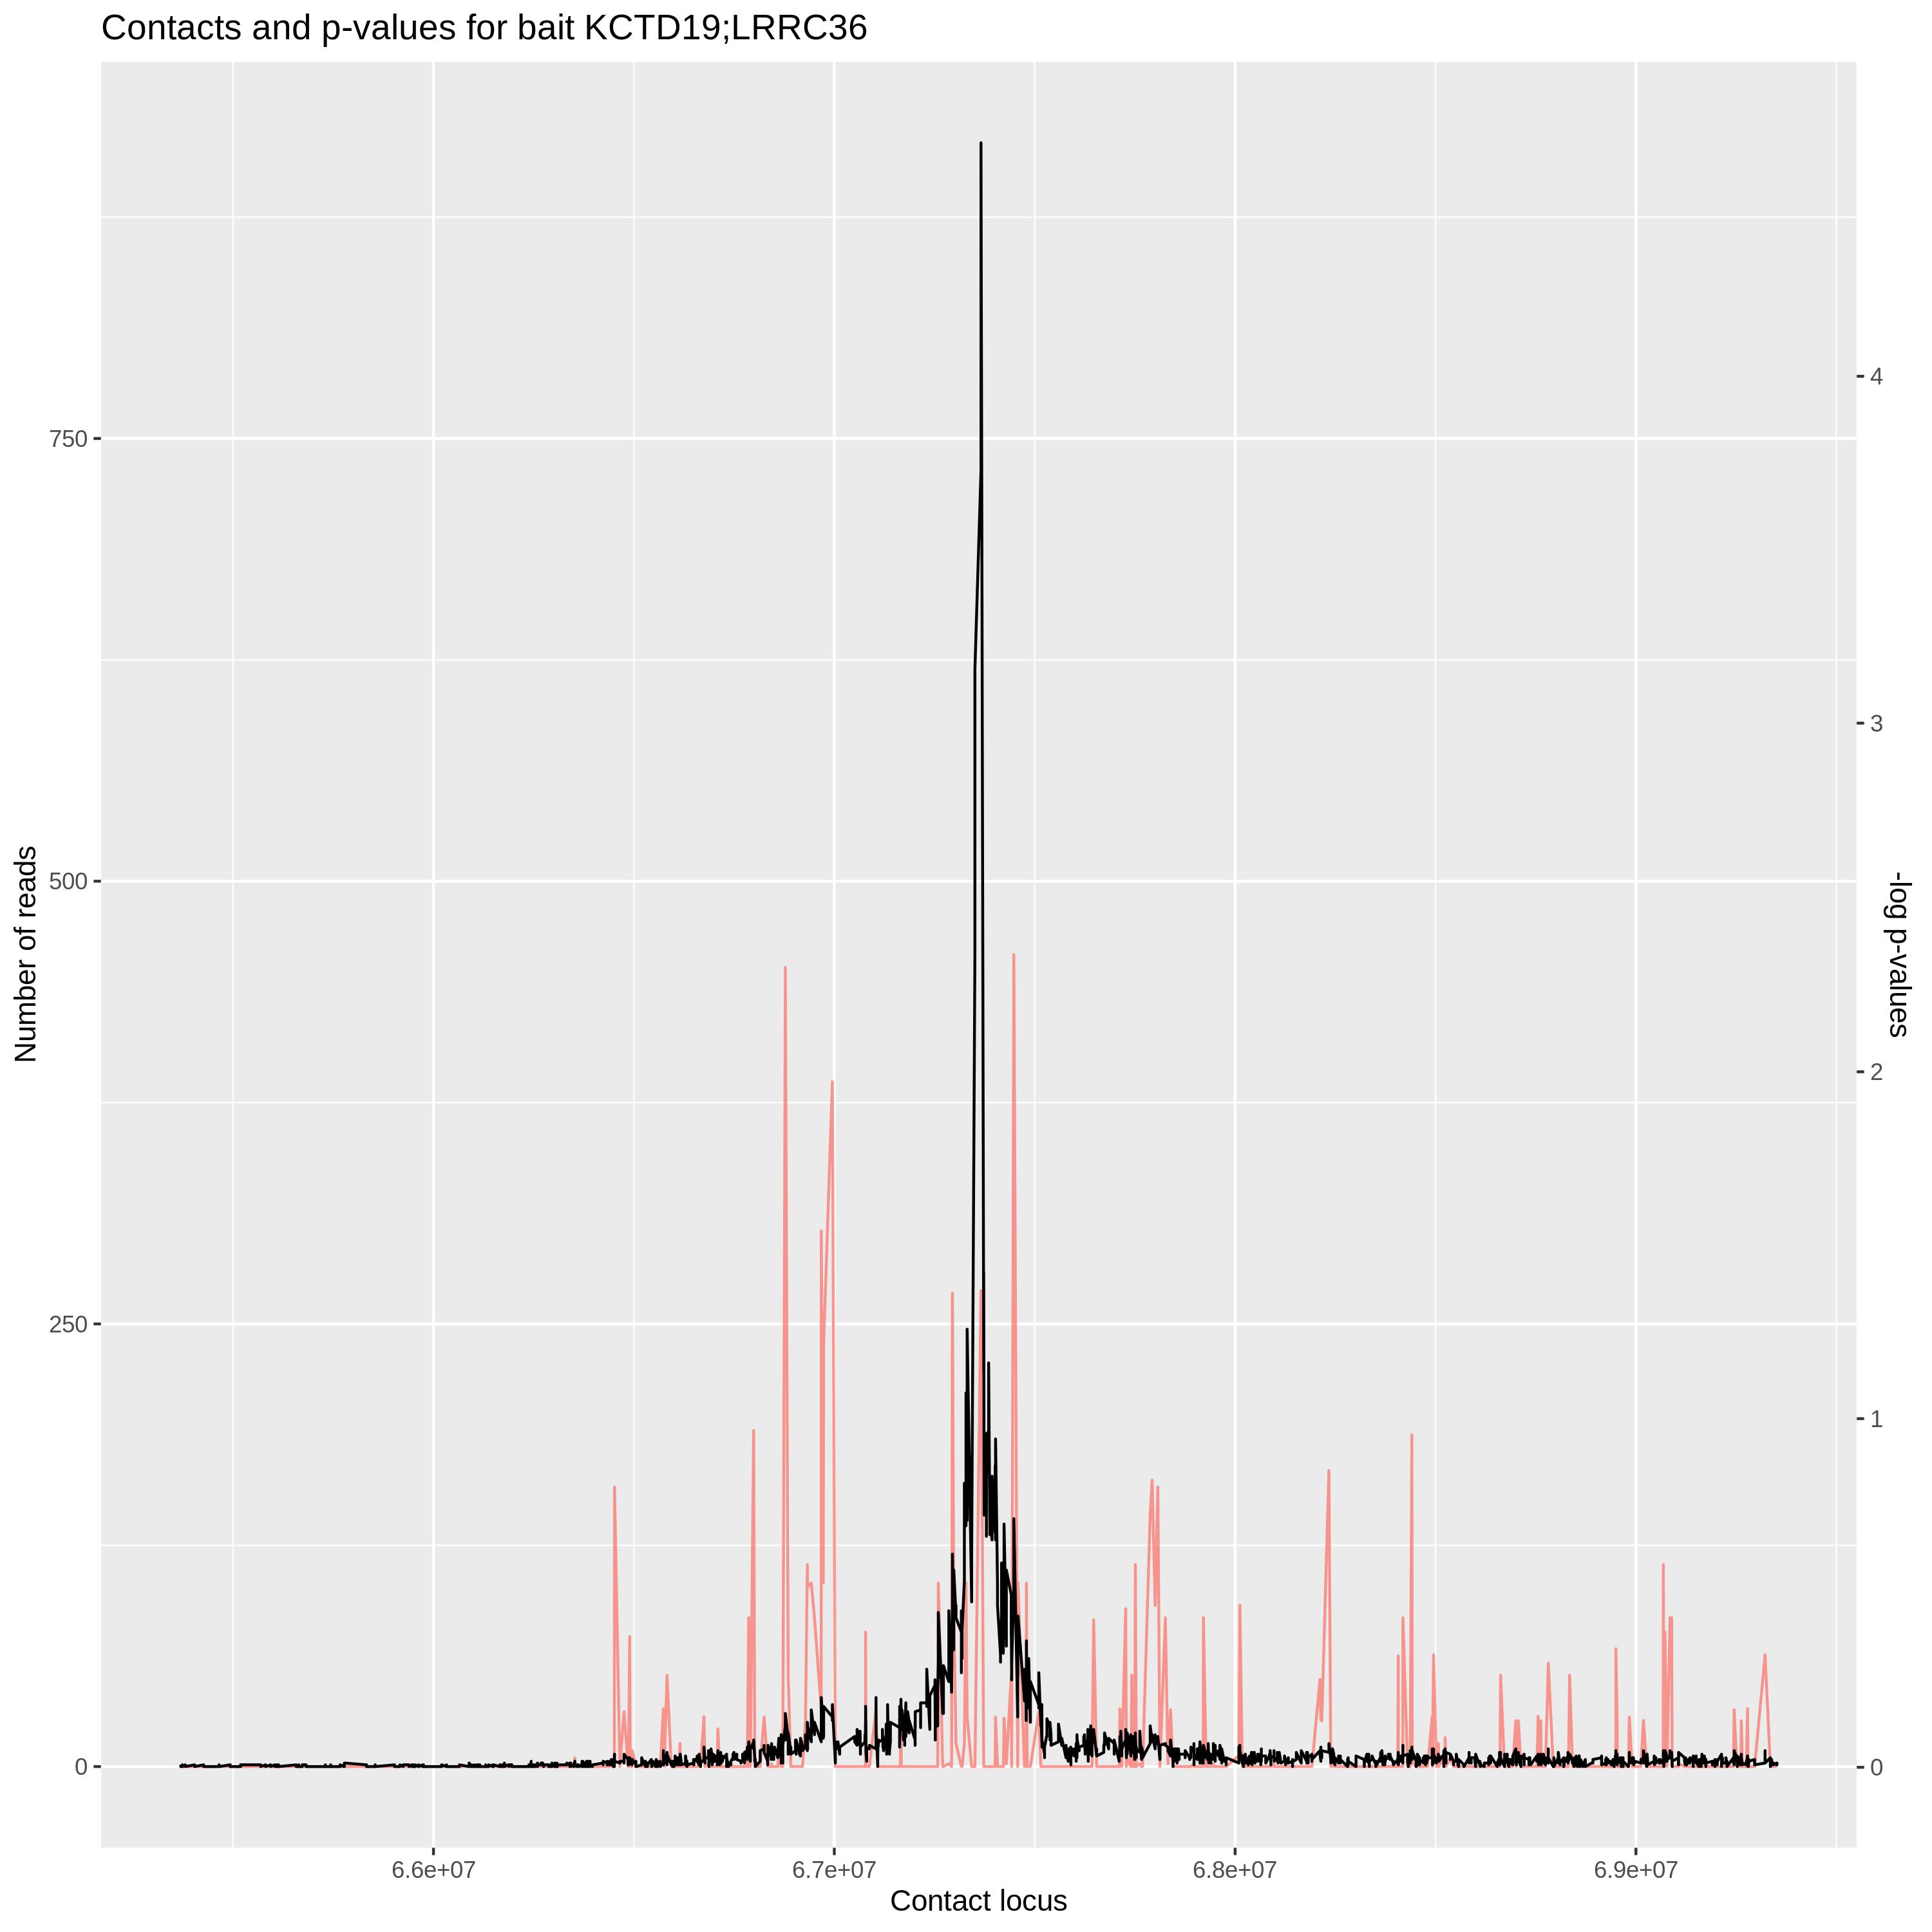 Contacts and p-values for bait KCTD19;LRRC36
Number of reads
750
500
250
0
4
3
2
1
0
-log p-values
6.6e+07
6.7e+07
6.8e+07
6.9e+07
Contact locus